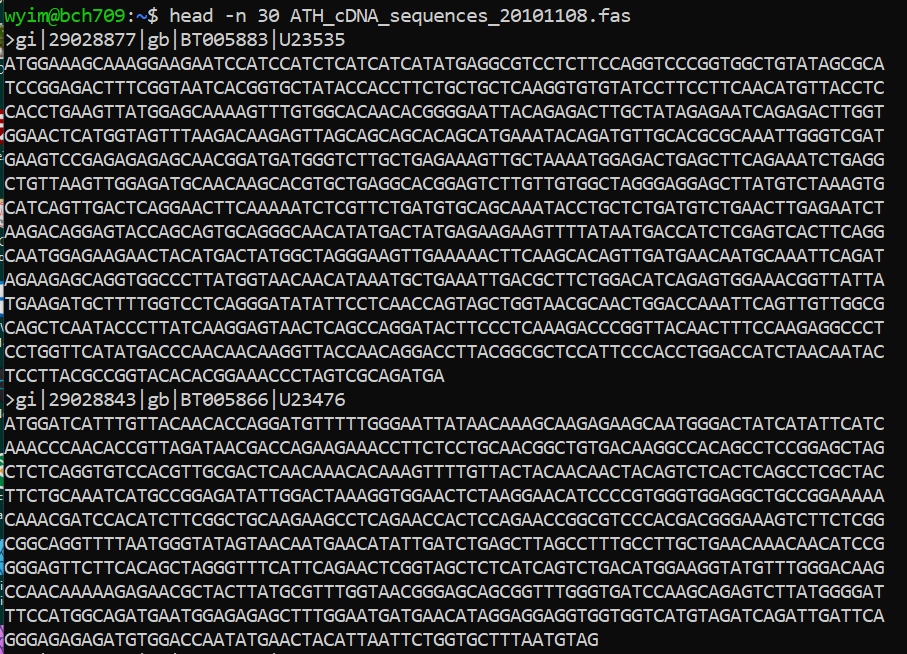 wyim@bch709:~$ head -n 30 ATH_cDNA_sequences_20101108.fas
>gi|29028877|gb|BT005883|U23535
ATGGAAAGCAAAGGAAGAATCCATCCATCTCATCATCATATGAGGCGTCCTCTTCCAGGTCCCGGTGGCTGTATAGCGCA
TCCGGAGACTTTCGGTAATCACGGTGCTATACCACCTTCTGCTGCTCAAGGTGTGTATCCTTCCTTCAACATGTTACCTC
CACCTGAAGTTATGGAGCAAAAGTTTGTGGCACAACACGGGGAATTACAGAGACTTGCTATAGAGAATCAGAGACTTGGT
GGAACTCATGGTAGTTTAAGACAAGAGTTAGCAGCAGCACAGCATGAAATACAGATGTTGCACGCGCAAATTGGGTCGAT
GAAGTCCGAGAGAGAGCAACGGATGATGGGTCTTGCTGAGAAAGTTGCTAAAATGGAGACTGAGCTTCAGAAATCTGAGG
CTGTTAAGTTGGAGATGCAACAAGCACGTGCTGAGGCACGGAGTCTTGTTGTGGCTAGGGAGGAGCTTATGTCTAAAGTG
CATCAGTTGACTCAGGAACTTCAAAAATCTCGTTCTGATGTGCAGCAAATACCTGCTCTGATGTCTGAACTTGAGAATCT
AAGACAGGAGTACCAGCAGTGCAGGGCAACATATGACTATGAGAAGAAGTTTTATAATGACCATCTCGAGTCACTTCAGG
CAATGGAGAAGAACTACATGACTATGGCTAGGGAAGTTGAAAAACTTCAAGCACAGTTGATGAACAATGCAAATTCAGAT
AGAAGAGCAGGTGGCCCTTATGGTAACAACATAAATGCTGAAATTGACGCTTCTGGACATCAGAGTGGAAACGGTTATTA
TGAAGATGCTTTTGGTCCTCAGGGATATATTCCTCAACCAGTAGCTGGTAACGCAACTGGACCAAATTCAGTTGTTGGCG
CAGCTCAATACCCTTATCAAGGAGTAACTCAGCCAGGATACTTCCCTCAAAGACCCGGTTACAACTTTCCAAGAGGCCCT
CCTGGTTCATATGACCCAACAACAAGGTTACCAACAGGACCTTACGGCGCTCCATTCCCACCTGGACCATCTAACAATAC
TCCTTACGCCGGTACACACGGAAACCCTAGTCGCAGATGA
>gi|29028843|gb|BT005866|U23476
ATGGATCATTTGTTACAACACCAGGATGTTTTTGGGAATTATAACAAAGCAAGAGAAGCAATGGGACTATCATATTCATC
AAACCCAACACCGTTAGATAACGACCAGAAGAAACCTTCTCCTGCAACGGCTGTGACAAGGCCACAGCCTCCGGAGCTAG
CTCTCAGGTGTCCACGTTGCGACTCAACAAACACAAAGTTTTGTTACTACAACAACTACAGTCTCACTCAGCCTCGCTAC
TTCTGCAAATCATGCCGGAGATATTGGACTAAAGGTGGAACTCTAAGGAACATCCCCGTGGGTGGAGGCTGCCGGAAAAA
CAAACGATCCACATCTTCGGCTGCAAGAAGCCTCAGAACCACTCCAGAACCGGCGTCCCACGACGGGAAAGTCTTCTCGG
CGGCAGGTTTTAATGGGTATAGTAACAATGAACATATTGATCTGAGCTTAGCCTTTGCCTTGCTGAACAAACAACATCCG
GGGAGTTCTTCACAGCTAGGGTTTCATTCAGAACTCGGTAGCTCTCATCAGTCTGACATGGAAGGTATGTTTGGGACAAG
CCAACAAAAAGAGAACGCTACTTATGCGTTTGGTAACGGGAGCAGCGGTTTGGGTGATCCAAGCAGAGTCTTATGGGGAT
TTCCATGGCAGATGAATGGAGAGAGCTTTGGAATGATGAACATAGGAGGAGGTGGTGGTCATGTAGATCAGATTGATTCA
GGGAGAGAGATGTGGACCAATATGAACTACATTAATTCTGGTGCTTTAATGTAG